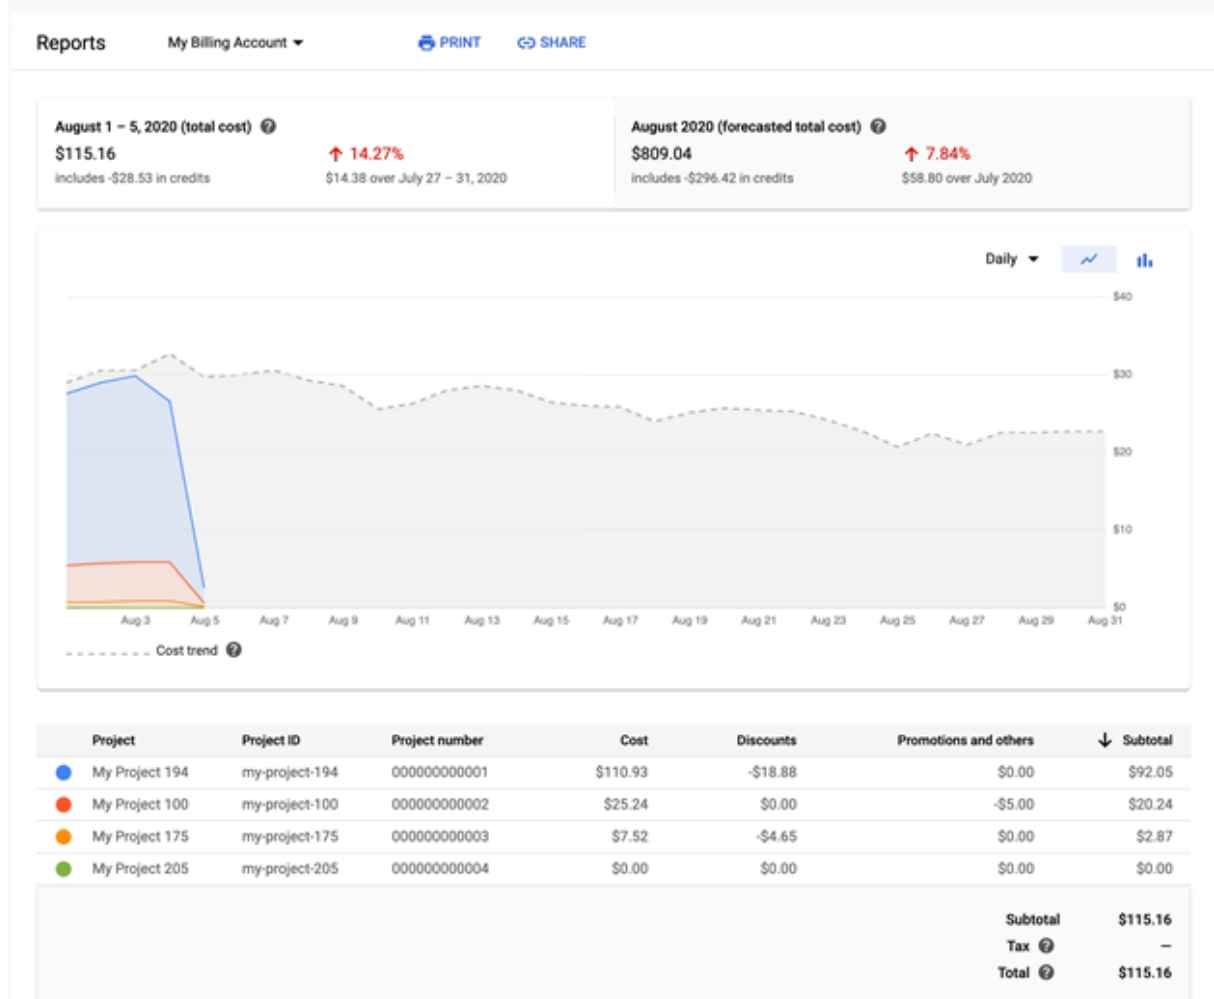 Reports My Billing Account PRINT SHARE
August 1 – 5, 2020 (total cost) August 2020 (forecasted total cost)
$115.16 14.27% $809.04 7.84%
includes -$28.53 in credits $14.38 over July 27 – 31, 2020 includes -$296.42 in credits $58.80 over July 2020
Daily
$40
$30
$20
$10
$0
Aug 3 Aug 5 Aug 7 Aug 9 Aug 11 Aug 13 Aug 15 Aug 17 Aug 19 Aug 21 Aug 23 Aug 25 Aug 27 Aug 29 Aug 31
Cost trend
Project Project ID Project number Cost Discounts Promotions and others Subtotal
My Project 194 my-project-194 000000000001 $110.93 -$18.88 $0.00 $92.05
My Project 100 my-project-100 000000000002 $25.24 $0.00 -$5.00 $20.24
My Project 175 my-project-175 000000000003 $7.52 -$4.65 $0.00 $2.87
My Project 205 my-project-205 000000000004 $0.00 $0.00 $0.00 $0.00
Subtotal $115.16
Tax –
Total $115.16